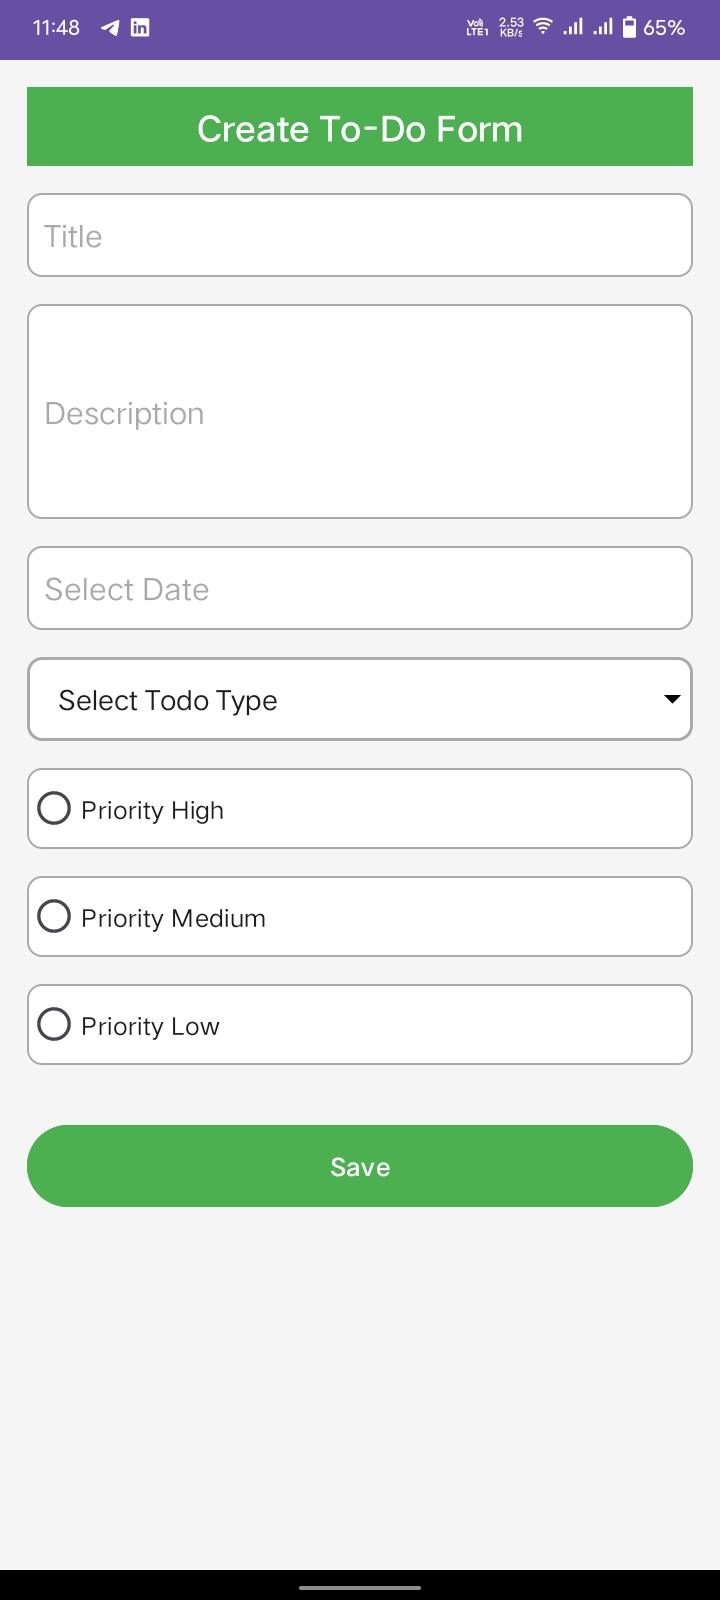 11:48 in Vo) LTE1 2.53 KB/s 65%
Create To-Do Form
Title
Description
Select Date
Select Todo Type
Priority High
Priority Medium
Priority Low
Save